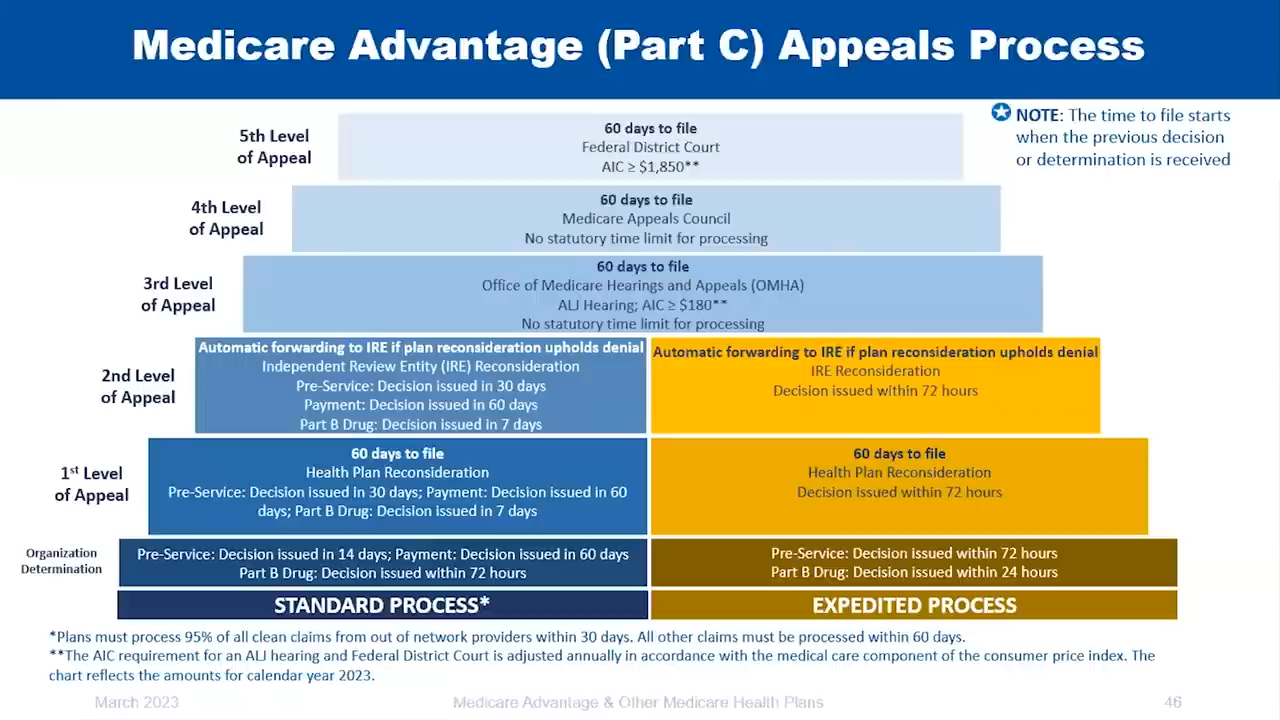 Medicare Advantage (Part C) Appeals Process
NOTE: The time to file starts
when the previous decision
or determination is received
5th Level
of Appeal
60 days to file
Federal District Court
AIC ≥ $1,850**
4th Level
of Appeal
60 days to file
Medicare Appeals Council
No statutory time limit for processing
3rd Level
of Appeal
60 days to file
Office of Medicare Hearings and Appeals (OMHA)
ALJ Hearing; AIC ≥ $180**
No statutory time limit for processing
2nd Level
of Appeal
Automatic forwarding to IRE if plan reconsideration upholds denial
Independent Review Entity (IRE) Reconsideration
Pre-Service: Decision issued in 30 days
Payment: Decision issued in 60 days
Part B Drug: Decision issued in 7 days
Automatic forwarding to IRE if plan reconsideration upholds denial
IRE Reconsideration
Decision issued within 72 hours
1st Level
of Appeal
60 days to file
Health Plan Reconsideration
Pre-Service: Decision issued in 30 days; Payment: Decision issued in 60
days; Part B Drug: Decision issued in 7 days
60 days to file
Health Plan Reconsideration
Decision issued within 72 hours
Organization
Determination
Pre-Service: Decision issued in 14 days; Payment: Decision issued in 60 days
Part B Drug: Decision issued within 72 hours
Pre-Service: Decision issued within 72 hours
Part B Drug: Decision issued within 24 hours
STANDARD PROCESS*
EXPEDITED PROCESS
*Plans must process 95% of all clean claims from out of network providers within 30 days. All other claims must be processed within 60 days.
**The AIC requirement for an ALJ hearing and Federal District Court is adjusted annually in accordance with the medical care component of the consumer price index. The
chart reflects the amounts for calendar year 2023.
March 2023
Medicare Advantage & Other Medicare Health Plans
46